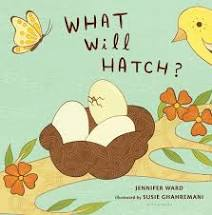 WHAT
Will
HATCH?
JENNIFER WARD
illustrated by SUSIE GHAHREMANI